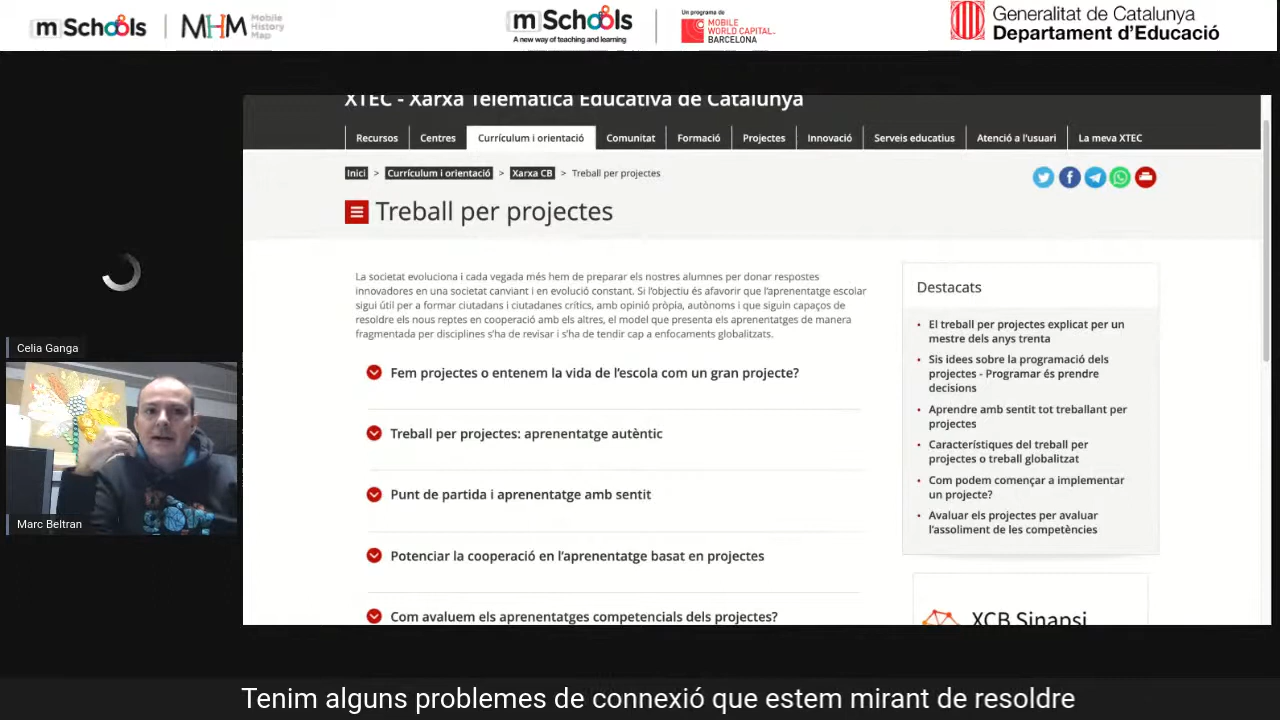 mSchools
MHM
Mobile
History
Map
mSchools
A new way of teaching and learning
Un programa de
MOBILE
WORLD CAPITAL
BARCELONA
Generalitat de Catalunya
Departament d'Educació
XTEC - Xarxa Telemàtica Educativa de Catalunya
Recursos
Centres
Currículum i orientació
Comunitat
Formació
Projectes
Innovació
Serveis educatius
Atenció a l'usuari
La meva XTEC
Inici > Currículum i orientació > Xarxa CB > Treball per projectes
Treball per projectes
La societat evoluciona i cada vegada més hem de preparar els nostres alumnes per donar respostes
innovadores en una societat canviant i en evolució constant. Si l'objectiu és afavorir que l'aprenentatge escolar
sigui útil per a formar ciutadans i ciutadanes crítics, amb opinió pròpia, autònoms i que siguin capaços de
resoldre els nous reptes en cooperació amb els altres, el model que presenta els aprenentatges de manera
fragmentada per disciplines s'ha de revisar i s'ha de tendir cap a enfocaments globalitzats.
Fem projectes o entenem la vida de l'escola com un gran projecte?
Treball per projectes: aprenentatge autèntic
Punt de partida i aprenentatge amb sentit
Potenciar la cooperació en l'aprenentatge basat en projectes
Com avaluem els aprenentatges competencials dels projectes?
Destacats
El treball per projectes explicat per un
mestre dels anys trenta
Sis idees sobre la programació dels
projectes - Programar és prendre
decisions
Aprendre amb sentit tot treballant per
projectes
Característiques del treball per
projectes o treball globalitzat
Com podem començar a implementar
un projecte?
Avaluar els projectes per avaluar
l'assoliment de les competències
XCB Sinapsi
Celia Ganga
Marc Beltran
Tenim alguns problemes de connexió que estem mirant de resoldre